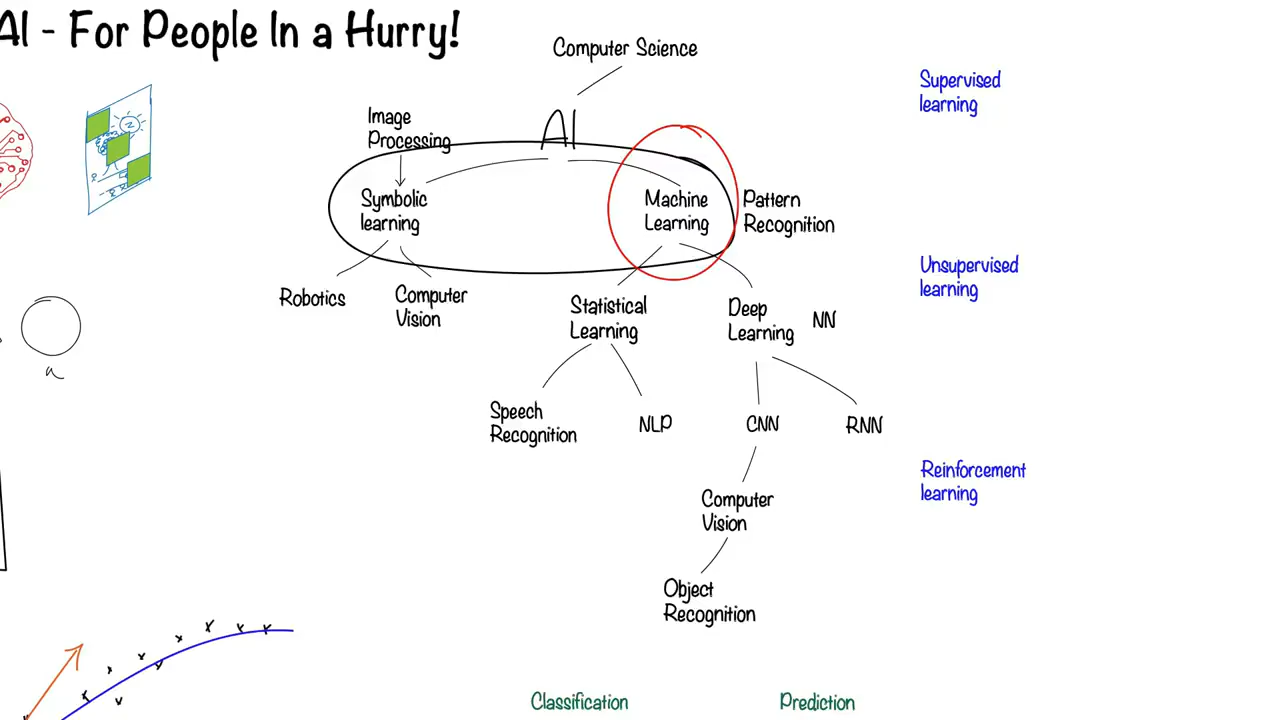 AI - For People In a Hurry!
Computer Science
AI
Image
Processing
Symbolic
learning
Machine
Learning
Pattern
Recognition
Robotics
Computer
Vision
Statistical
Learning
Deep
Learning
NN
Speech
Recognition
NLP
CNN
RNN
Computer
Vision
Object
Recognition
Supervised
learning
Unsupervised
learning
Reinforcement
learning
Classification
Prediction